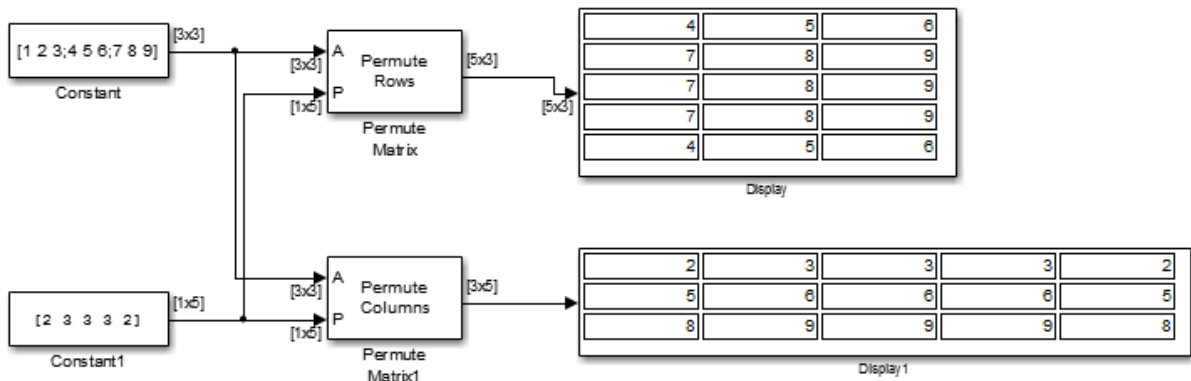 [1 2 3;4 5 6;7 8 9]
Constant
[3x3]
[3x3]
[1x5]
A
P
Permute
Rows
Permute
Matrix
[5x3]
[5x3]
4 5 6
7 8 9
7 8 9
7 8 9
4 5 6
Display
[2 3 3 3 2]
Constant1
[1x5]
[3x3]
[1x5]
A
P
Permute
Columns
Permute
Matrix1
[3x5]
2 3 3 3 2
5 6 6 6 5
8 9 9 9 8
Display1